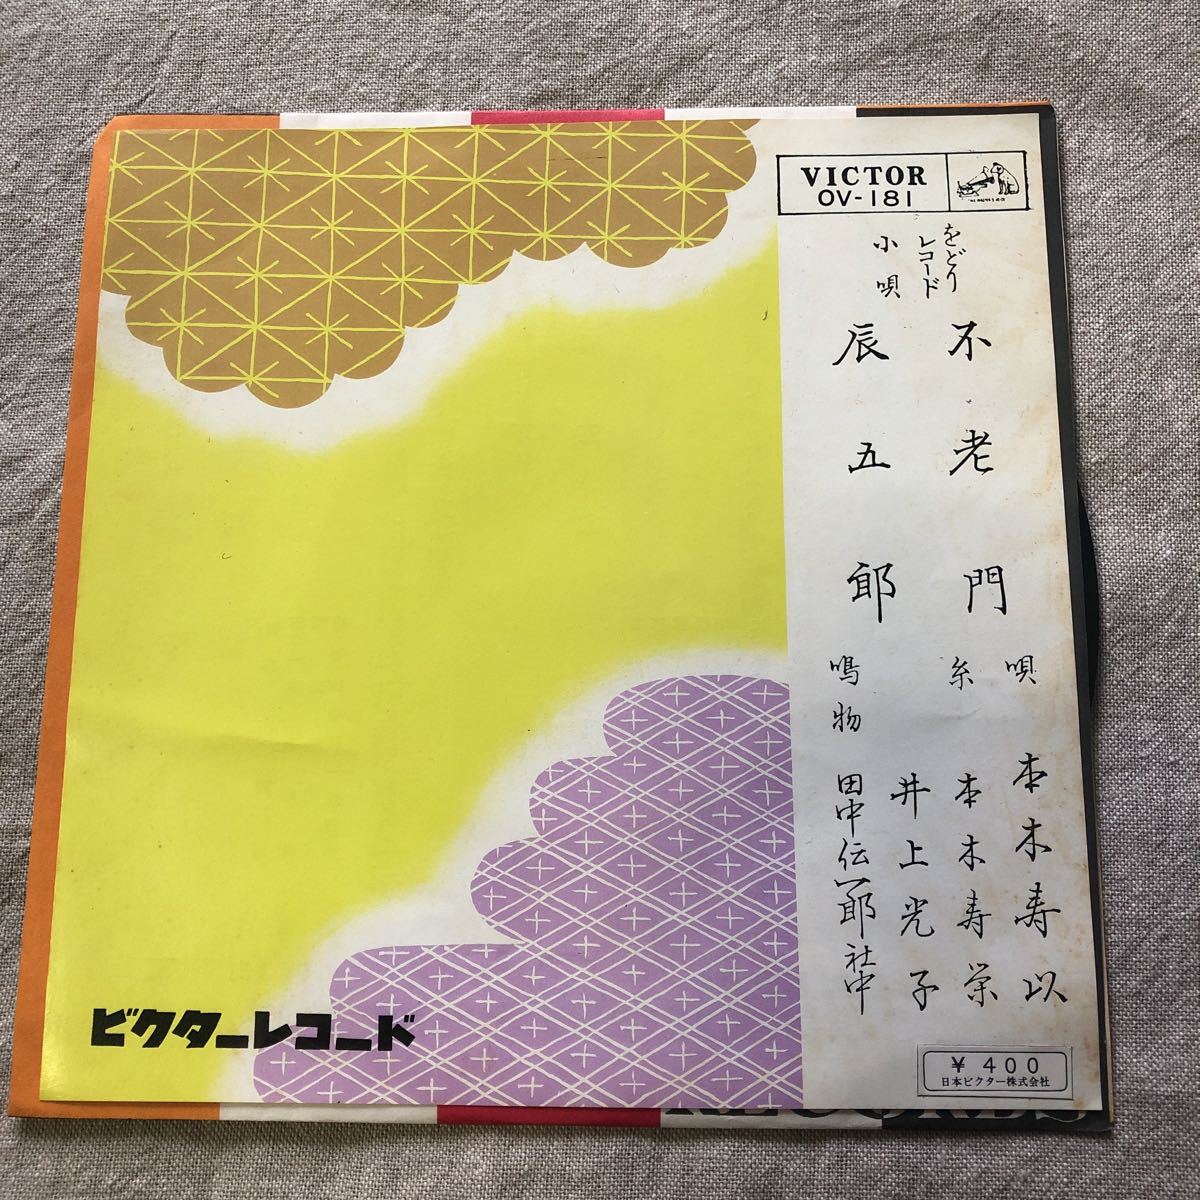 VICTOR
OV-181
をどり
レコード
小唄
不老門
辰五郎
唄 本木寿以
糸 本木寿栄
井上光子
鳴物 田中伝一郎社中
ビクターレコード
¥400
日本ビクター株式会社
RECORDS